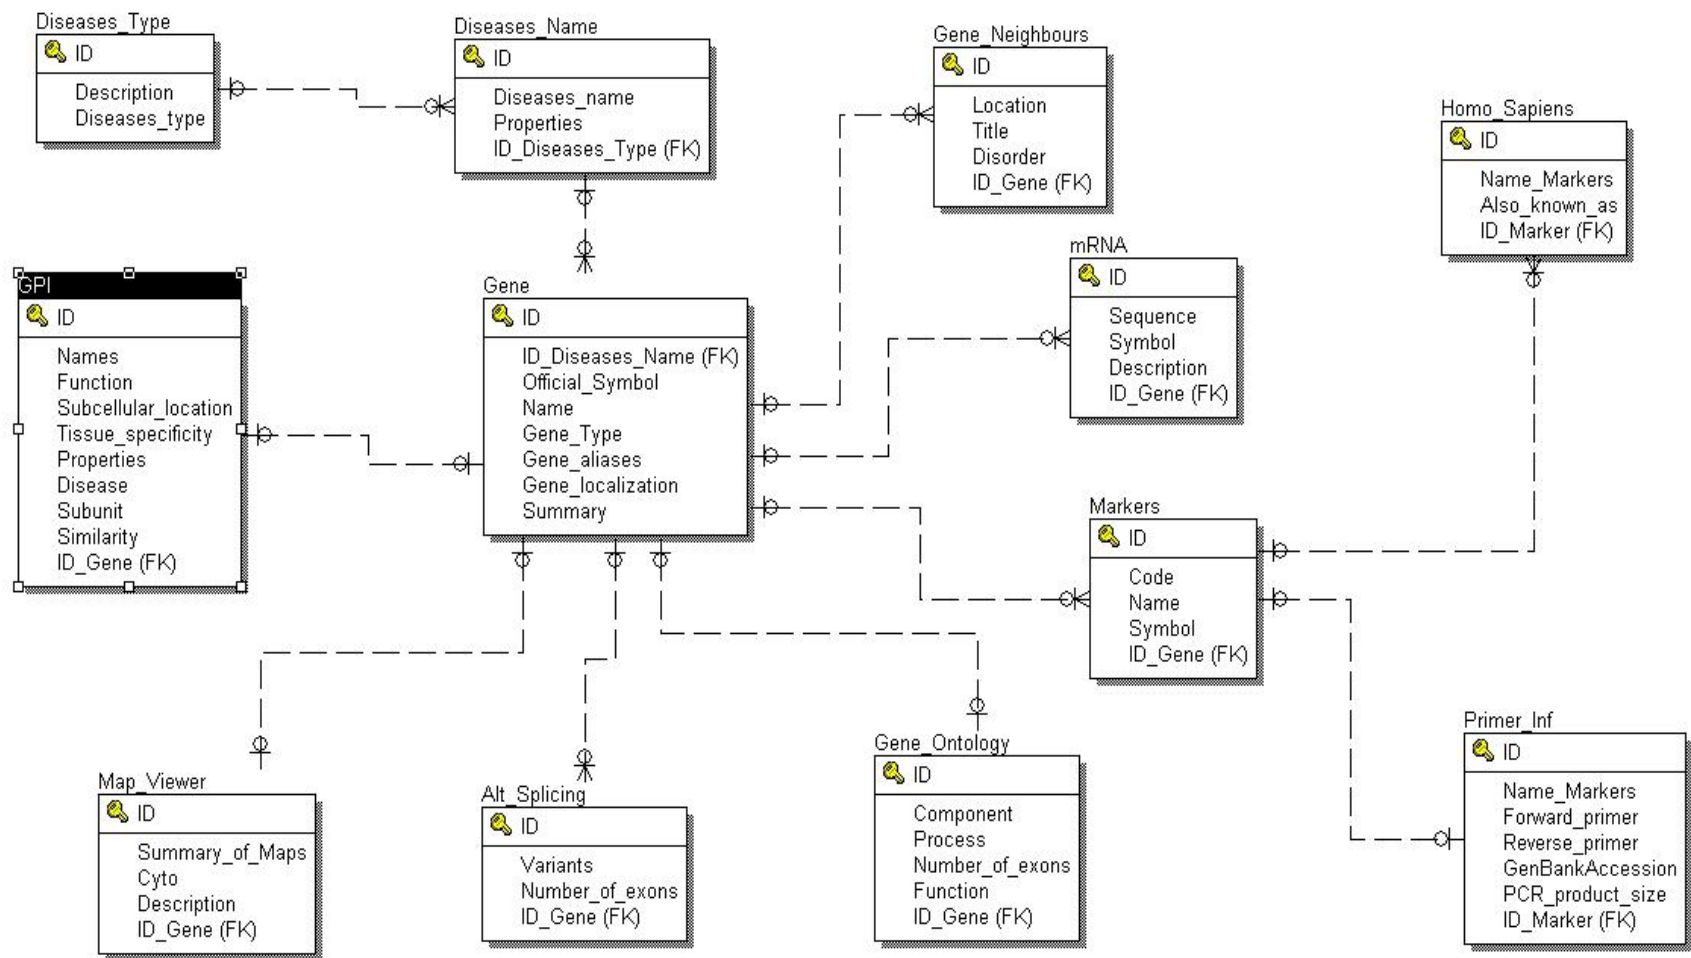 Diseases_Type
ID
Description
Diseases_type
Diseases_Name
ID
Diseases_name
Properties
ID_Diseases_Type (FK)
Gene_Neighbours
ID
Location
Title
Disorder
ID_Gene (FK)
Homo_Sapiens
ID
Name_Markers
Also_known_as
ID_Marker (FK)
mRNA
ID
Sequence
Symbol
Description
ID_Gene (FK)
GPI
ID
Names
Function
Subcellular_location
Tissue_specificity
Properties
Disease
Subunit
Similarity
ID_Gene (FK)
Gene
ID
ID_Diseases_Name (FK)
Official_Symbol
Name
Gene_Type
Gene_aliases
Gene_localization
Summary
Markers
ID
Code
Name
Symbol
ID_Gene (FK)
Map_Viewer
ID
Summary_of_Maps
Cyto
Description
ID_Gene (FK)
Alt_Splicing
ID
Variants
Number_of_exons
ID_Gene (FK)
Gene_Ontology
ID
Component
Process
Number_of_exons
Function
ID_Gene (FK)
Primer_Inf
ID
Name_Markers
Forward_primer
Reverse_primer
GenBankAccession
PCR_product_size
ID_Marker (FK)